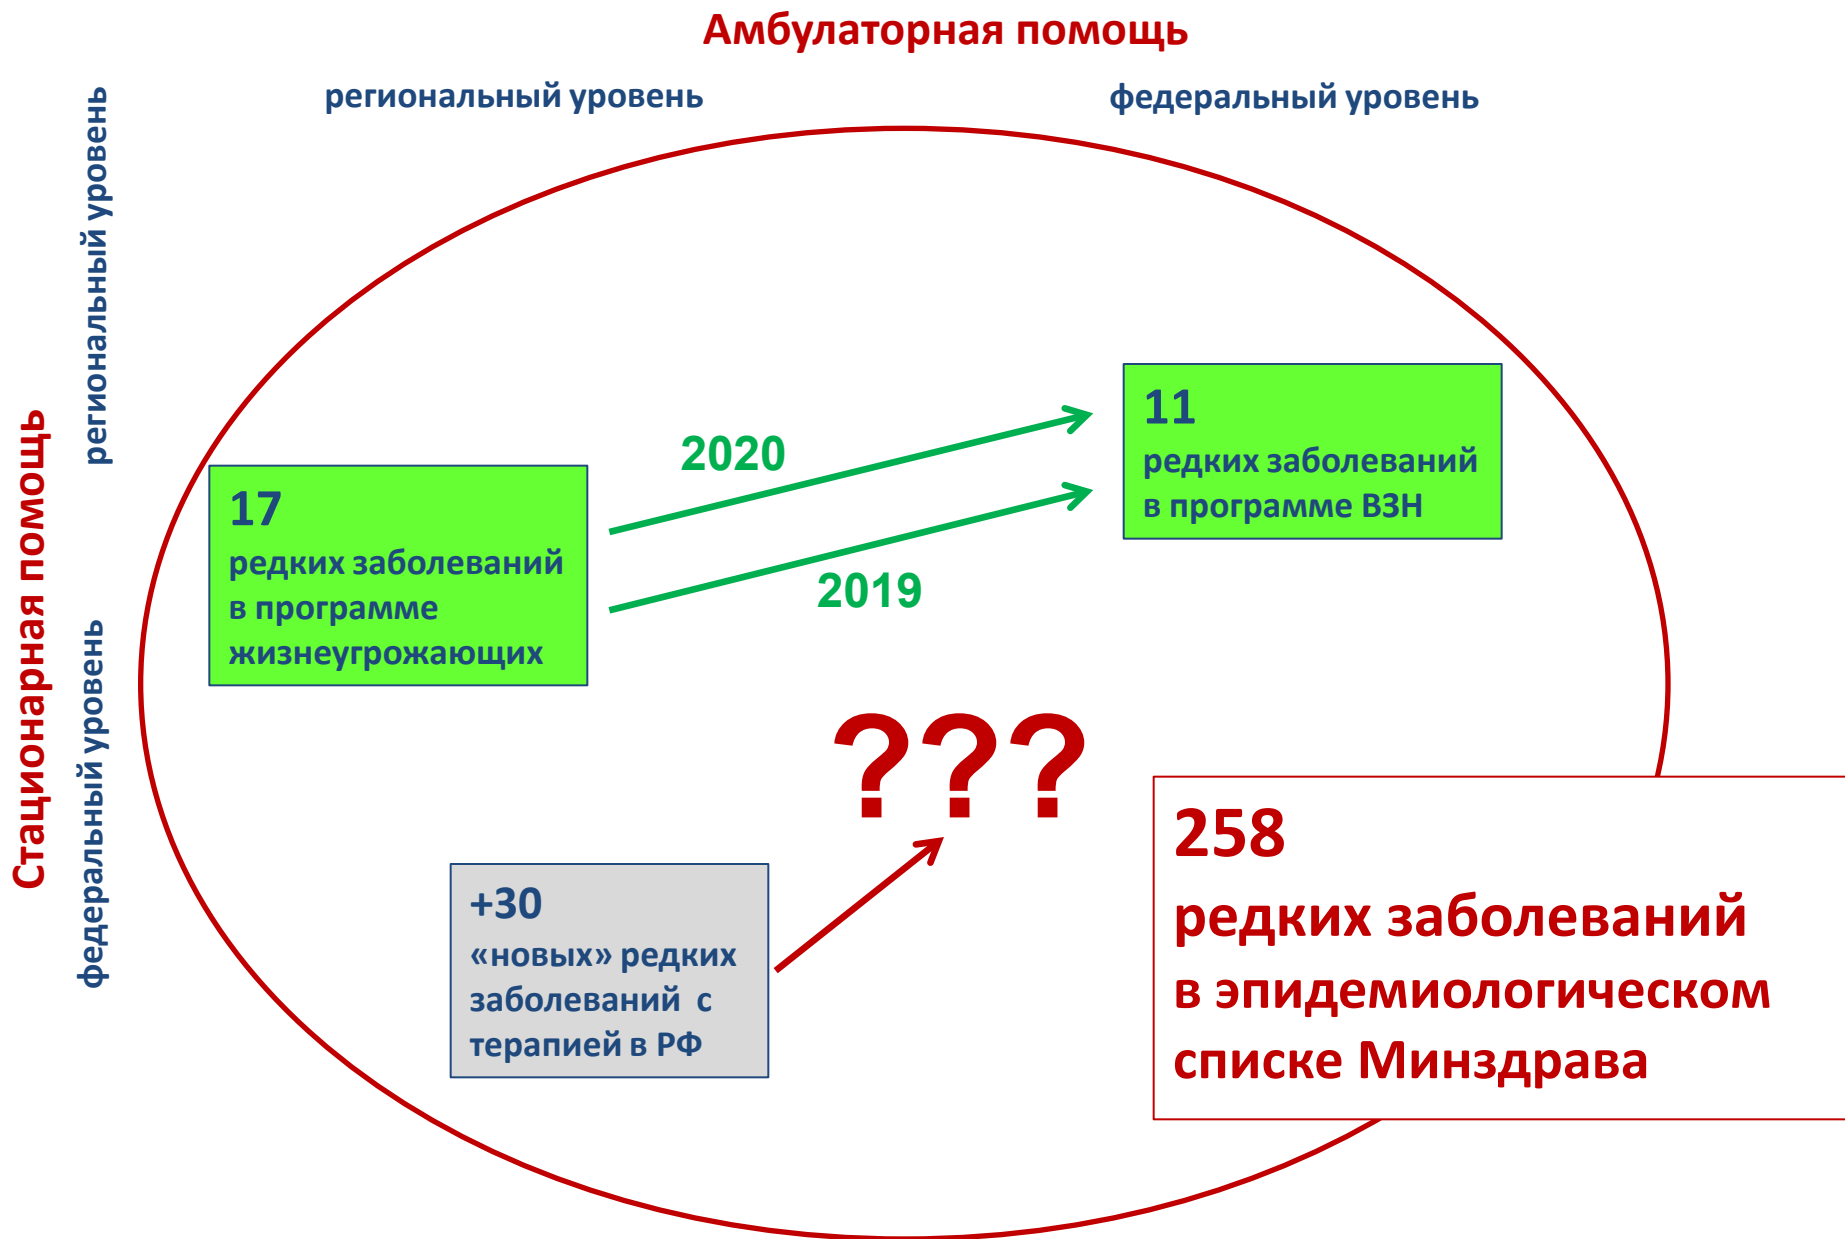 Амбулаторная помощь
региональный уровень
федеральный уровень
Стационарная помощь
региональный уровень
федеральный уровень
17
редких заболеваний
в программе
жизнеугрожающих
2020
2019
11
редких заболеваний
в программе ВЗН
???
+30
«новых» редких
заболеваний с
терапией в РФ
258
редких заболеваний
в эпидемиологическом
списке Минздрава